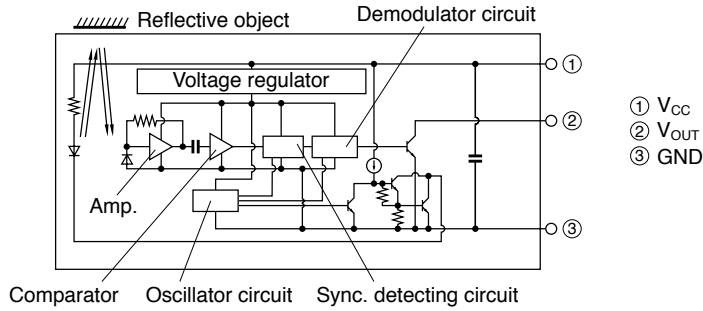 Reflective object
Demodulator circuit
①
Voltage regulator
① VCC
② VOUT
③ GND
②
Amp.
③
Comparator
Oscillator circuit
Sync. detecting circuit